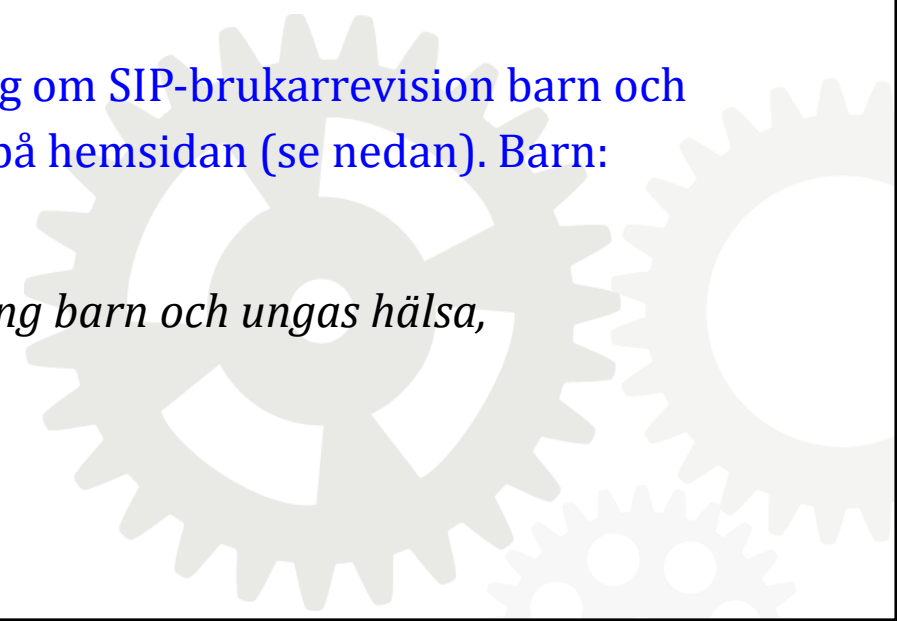 g om SIP-brukarrevision barn och
på hemsidan (se nedan). Barn:
ng barn och ungas hälsa,